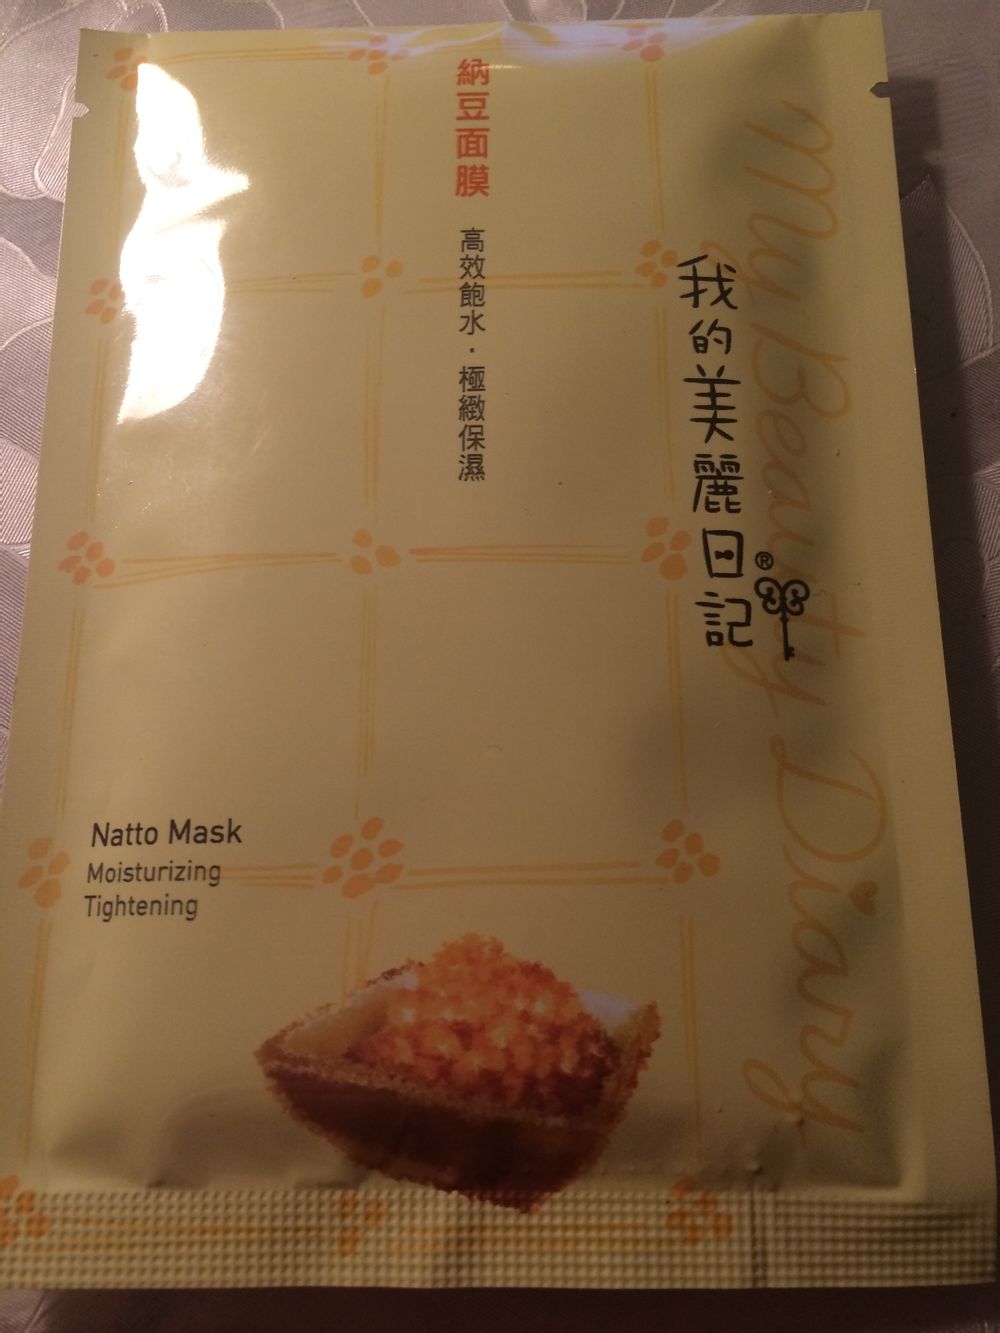 納豆面膜
高效飽水・極緻保濕
My Beauty Diary
我的美麗日記®
Natto Mask
Moisturizing
Tightening